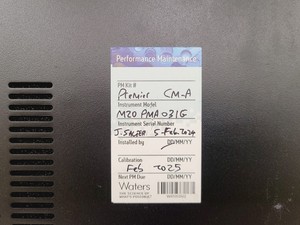 Performance Maintenance
PM Kit #
Premier CM-A
Instrument Model
M20 PMA 031G
Instrument Serial Number
J. 5-Feb-2024
Installed by DD/MM/YY
Calibration DD/MM/YY
Feb 2025
Next PM Due DD/MM/YY
Waters